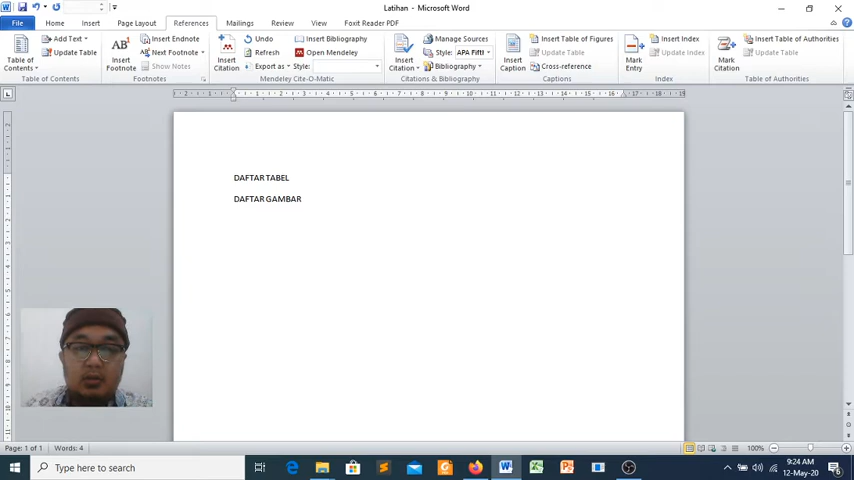 Latihan - Microsoft Word
File Home Insert Page Layout References Mailings Review View Foxit Reader PDF
Table of Contents
Add Text
Update Table
Table of Contents
AB1
Insert Footnote
Insert Endnote
Next Footnote
Show Notes
Footnotes
Insert Citation
Undo
Refresh
Export as
Insert Bibliography
Open Mendeley
Style:
Mendeley Cite-O-Matic
Insert Citation
Manage Sources
Style: APA Fiftl
Bibliography
Citations & Bibliography
Insert Caption
Insert Table of Figures
Update Table
Cross-reference
Captions
Mark Entry
Insert Index
Update Index
Index
Mark Citation
Insert Table of Authorities
Update Table
Table of Authorities
DAFTAR TABEL
DAFTAR GAMBAR
Page: 1 of 1 Words: 4
100%
Type here to search
9:24 AM
12-May-20